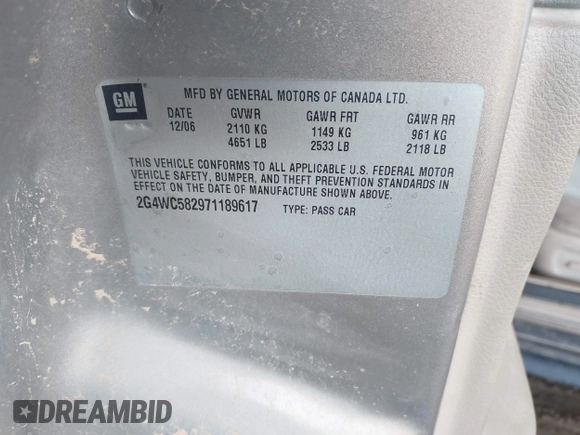 GM
MFD BY GENERAL MOTORS OF CANADA LTD.
DATE GVWR GAWR FRT GAWR RR
12/06 2110 KG 1149 KG 961 KG
4651 LB 2533 LB 2118 LB
THIS VEHICLE CONFORMS TO ALL APPLICABLE U.S. FEDERAL MOTOR
VEHICLE SAFETY, BUMPER, AND THEFT PREVENTION STANDARDS IN
EFFECT ON THE DATE OF MANUFACTURE SHOWN ABOVE.
2G4WC582971189617 TYPE: PASS CAR
DREAMBID